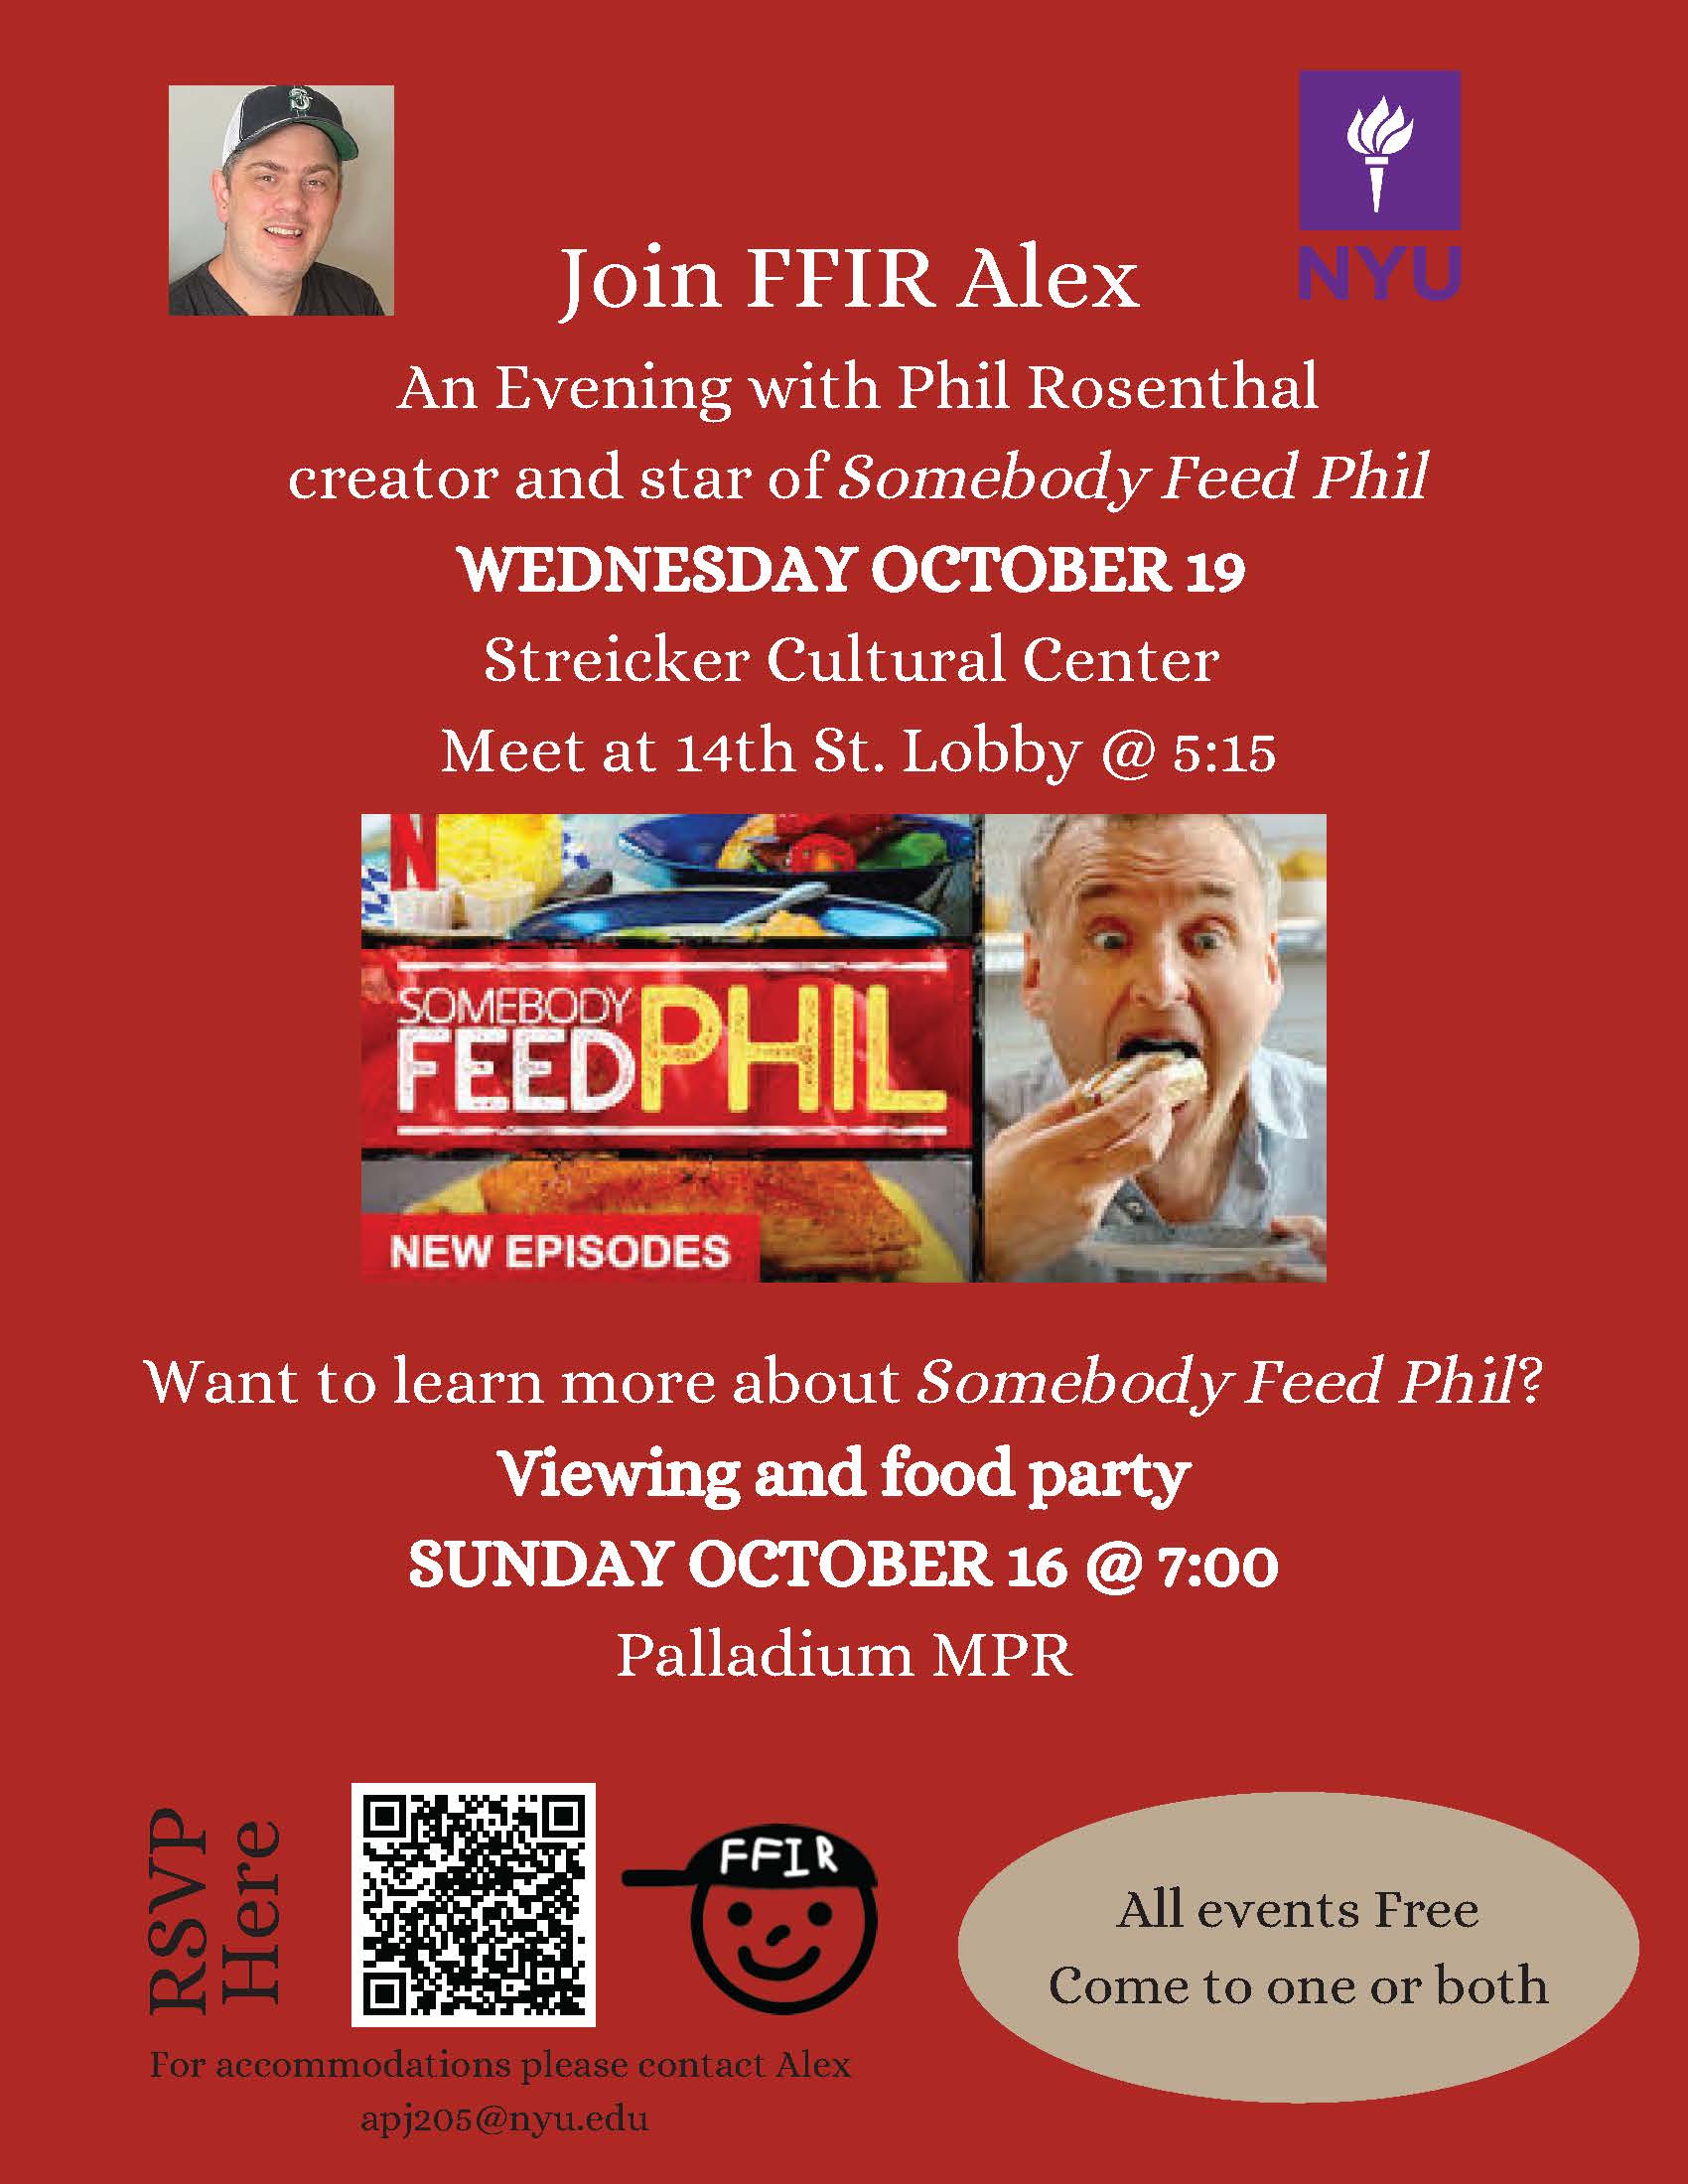 NYU
Join FFIR Alex
An Evening with Phil Rosenthal
creator and star of Somebody Feed Phil
WEDNESDAY OCTOBER 19
Streicker Cultural Center
Meet at 14th St. Lobby @ 5:15
N
SOMEBODY
FEED PHIL
NEW EPISODES
Want to learn more about Somebody Feed Phil?
Viewing and food party
SUNDAY OCTOBER 16 @ 7:00
Palladium MPR
RSVP
Here
FFIR
All events Free
Come to one or both
For accommodations please contact Alex
apj205@nyu.edu